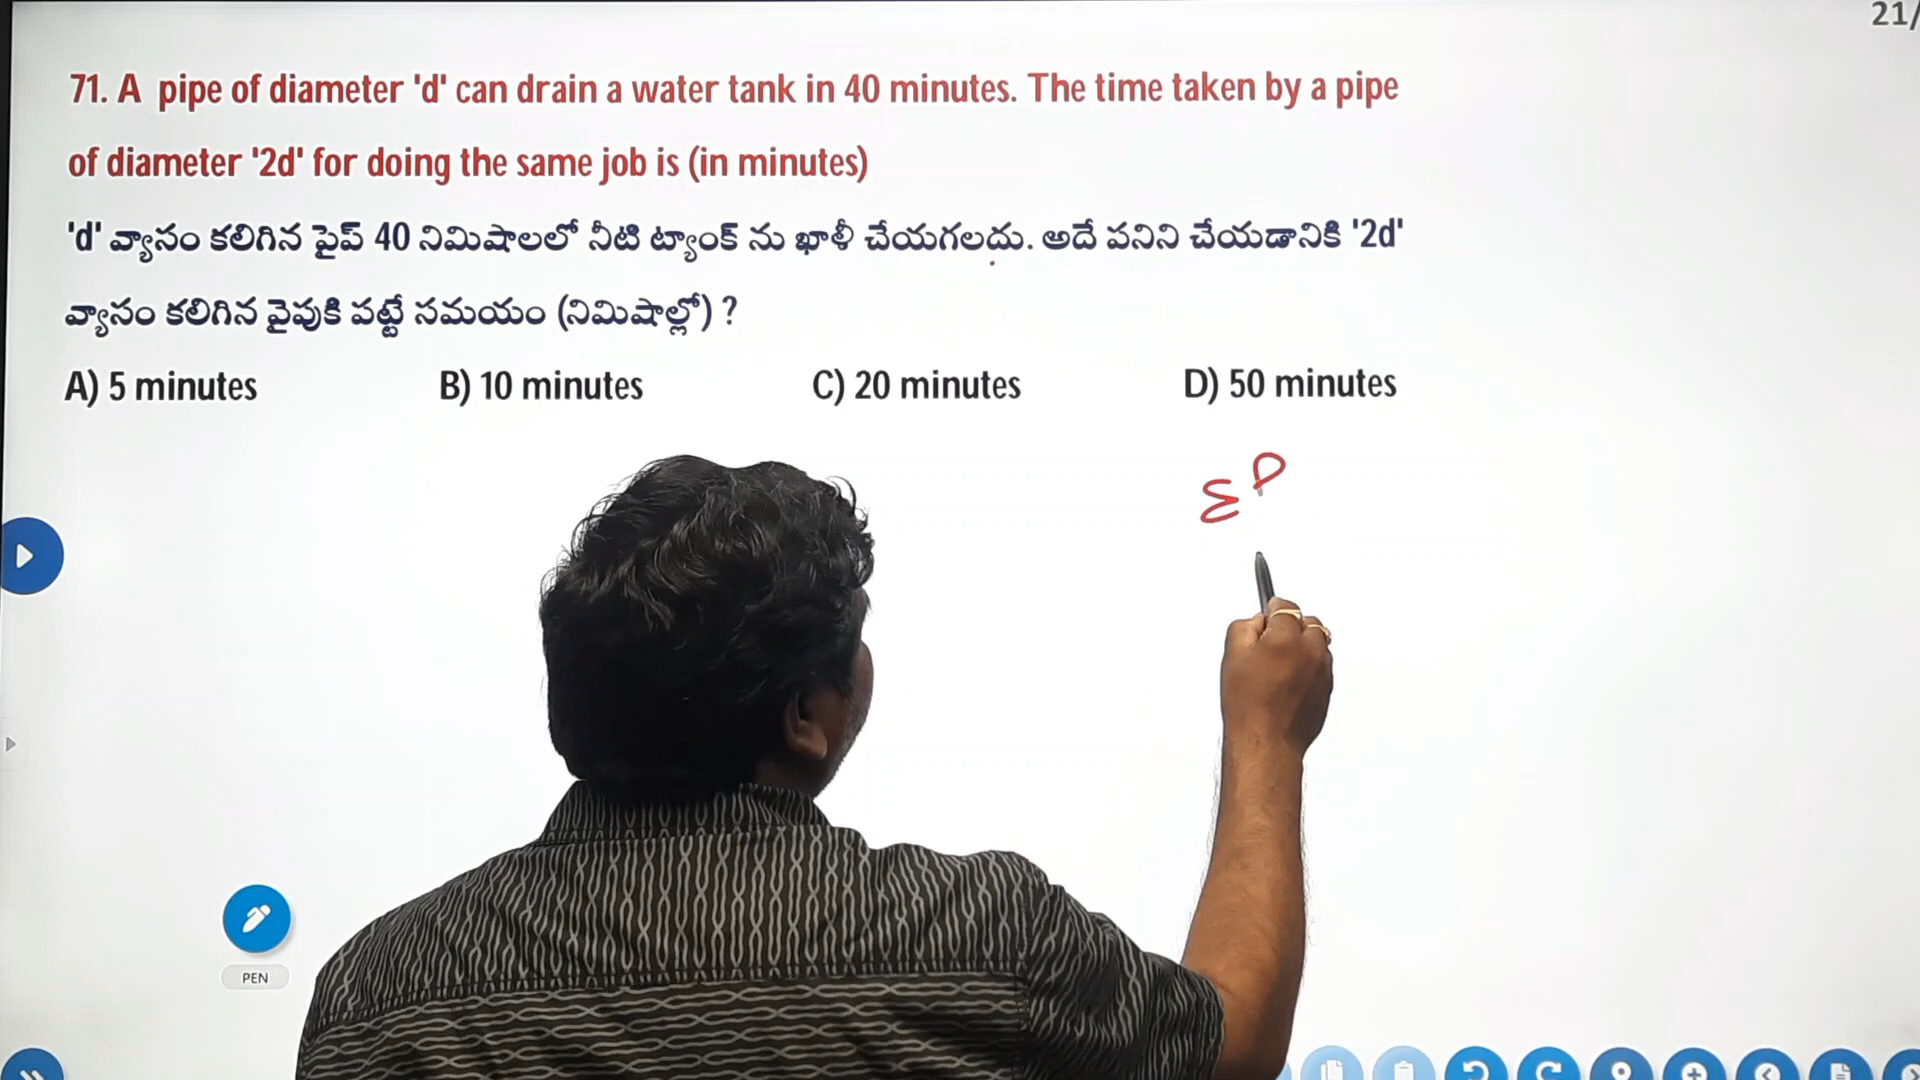 21/
71. A pipe of diameter 'd' can drain a water tank in 40 minutes. The time taken by a pipe
of diameter '2d' for doing the same job is (in minutes)
'd' వ్యాసం కలిగిన పైప్ 40 నిమిషాలలో నీటి ట్యాంక్ ను ఖాళీ చేయగలదు. అదే పనిని చేయడానికి '2d'
వ్యాసం కలిగిన వైపుకి పట్టే సమయం (నిమిషాల్లో) ?
A) 5 minutes B) 10 minutes C) 20 minutes D) 50 minutes
PEN